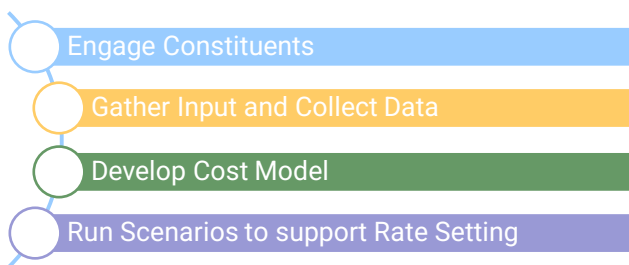 Engage Constituents
Gather Input and Collect Data
Develop Cost Model
Run Scenarios to support Rate Setting